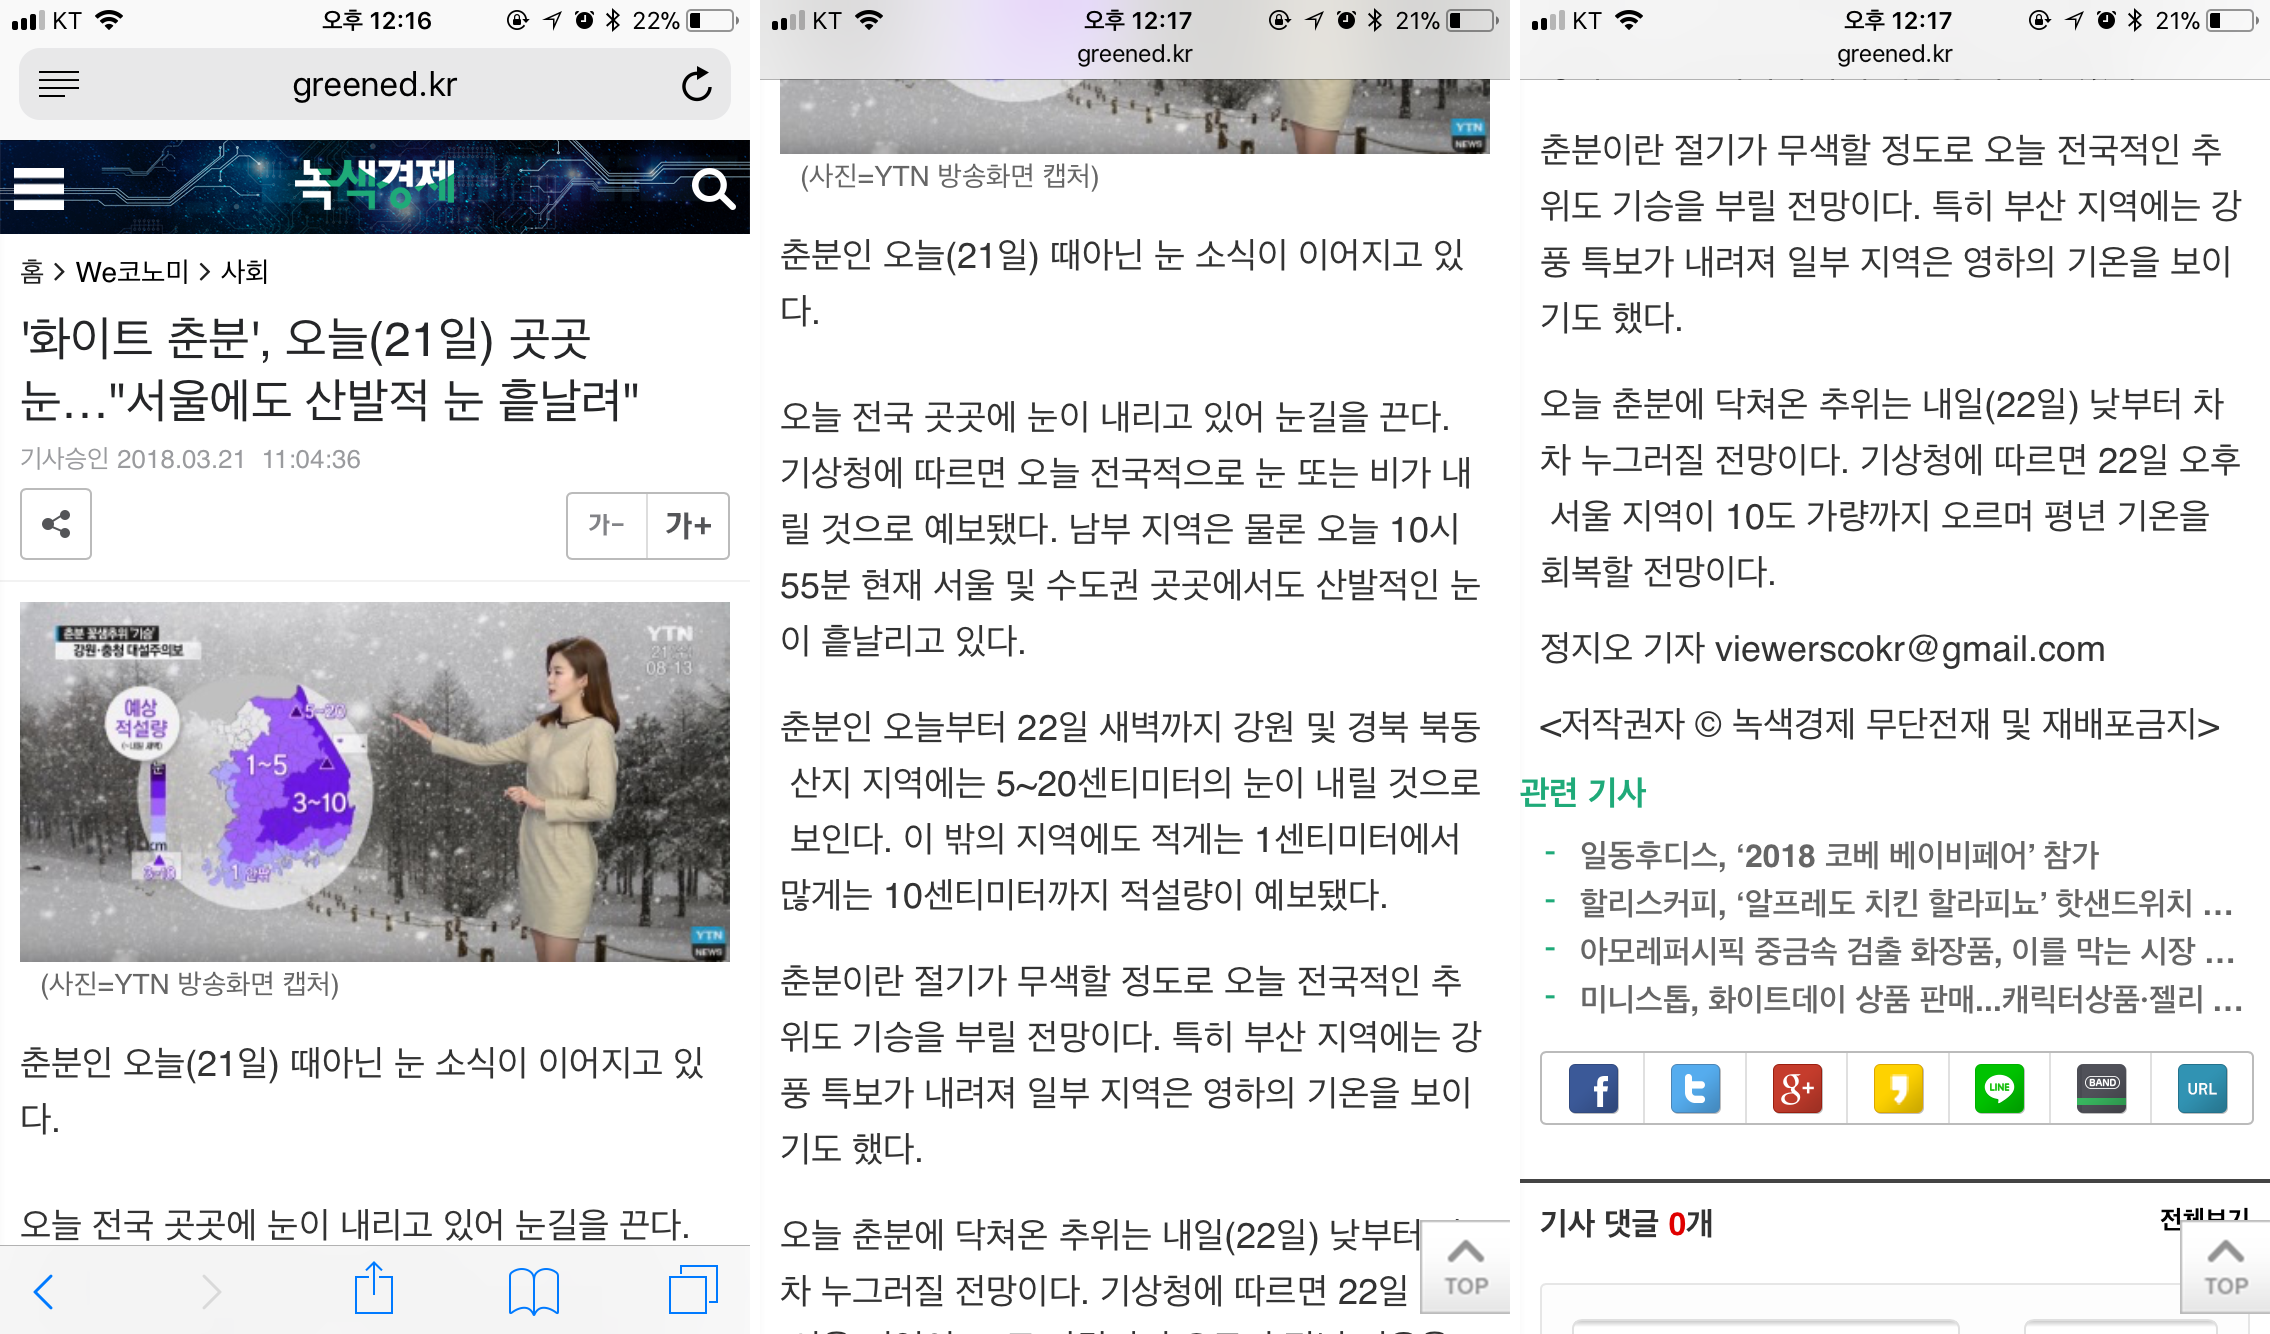 KT 오후 12:16 22%
greened.kr
녹색경제
홈 > We코노미 > 사회
'화이트 춘분', 오늘(21일) 곳곳
눈…"서울에도 산발적 눈 흩날려"
기사승인 2018.03.21 11:04:36
가- 가+
춘분 꽃샘추위 '기승'
강원·충청 대설주의보
YTN
08:13
예상
적설량
눈
5~20
1~5
3~10
cm
YTN
NEWS
(사진=YTN 방송화면 캡처)
춘분인 오늘(21일) 때아닌 눈 소식이 이어지고 있
다.
오늘 전국 곳곳에 눈이 내리고 있어 눈길을 끈다.
KT 오후 12:17 21%
greened.kr
YTN
NEWS
(사진=YTN 방송화면 캡처)
춘분인 오늘(21일) 때아닌 눈 소식이 이어지고 있
다.
오늘 전국 곳곳에 눈이 내리고 있어 눈길을 끈다.
기상청에 따르면 오늘 전국적으로 눈 또는 비가 내
릴 것으로 예보됐다. 남부 지역은 물론 오늘 10시
55분 현재 서울 및 수도권 곳곳에서도 산발적인 눈
이 흩날리고 있다.
춘분인 오늘부터 22일 새벽까지 강원 및 경북 북동
산지 지역에는 5~20센티미터의 눈이 내릴 것으로
보인다. 이 밖의 지역에도 적게는 1센티미터에서
많게는 10센티미터까지 적설량이 예보됐다.
춘분이란 절기가 무색할 정도로 오늘 전국적인 추
위도 기승을 부릴 전망이다. 특히 부산 지역에는 강
풍 특보가 내려져 일부 지역은 영하의 기온을 보이
기도 했다.
오늘 춘분에 닥쳐온 추위는 내일(22일) 낮부터
차 누그러질 전망이다. 기상청에 따르면 22일
TOP
KT 오후 12:17 21%
greened.kr
춘분이란 절기가 무색할 정도로 오늘 전국적인 추
위도 기승을 부릴 전망이다. 특히 부산 지역에는 강
풍 특보가 내려져 일부 지역은 영하의 기온을 보이
기도 했다.
오늘 춘분에 닥쳐온 추위는 내일(22일) 낮부터 차
차 누그러질 전망이다. 기상청에 따르면 22일 오후
서울 지역이 10도 가량까지 오르며 평년 기온을
회복할 전망이다.
정지오 기자 viewerscokr@gmail.com
<저작권자 © 녹색경제 무단전재 및 재배포금지>
관련 기사
- 일동후디스, ‘2018 코베 베이비페어’ 참가
- 할리스커피, ‘알프레도 치킨 할라피뇨’ 핫샌드위치 ...
- 아모레퍼시픽 중금속 검출 화장품, 이를 막는 시장 ...
- 미니스톱, 화이트데이 상품 판매...캐릭터상품·젤리 ...
f t g+ LINE BAND URL
기사 댓글 0개 전체보기
TOP